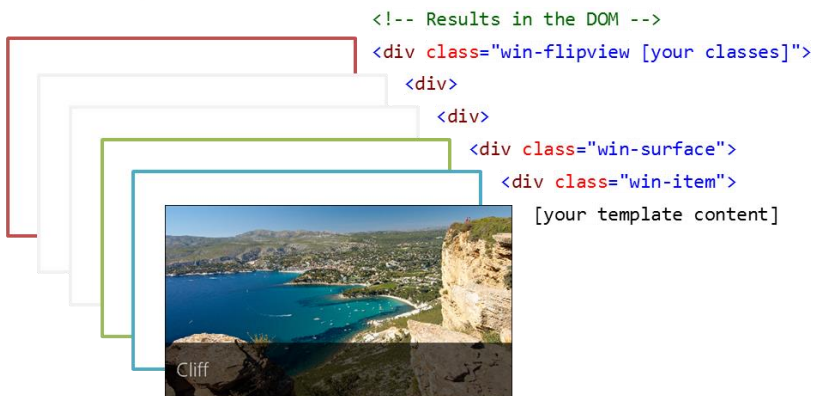 <!-- Results in the DOM -->
<div class="win-flipview [your classes]">
<div>
<div>
<div class="win-surface">
<div class="win-item">
[your template content]
Cliff